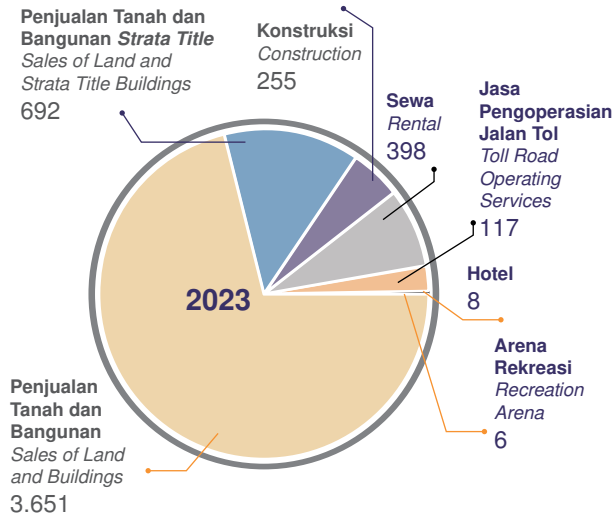 Penjualan Tanah dan
Bangunan Strata Title
Sales of Land and
Strata Title Buildings
692
Konstruksi
Construction
255
Sewa
Rental
398
Jasa
Pengoperasian
Jalan Tol
Toll Road
Operating
Services
117
Hotel
8
Arena
Rekreasi
Recreation
Arena
6
2023
Penjualan
Tanah dan
Bangunan
Sales of Land
and Buildings
3.651